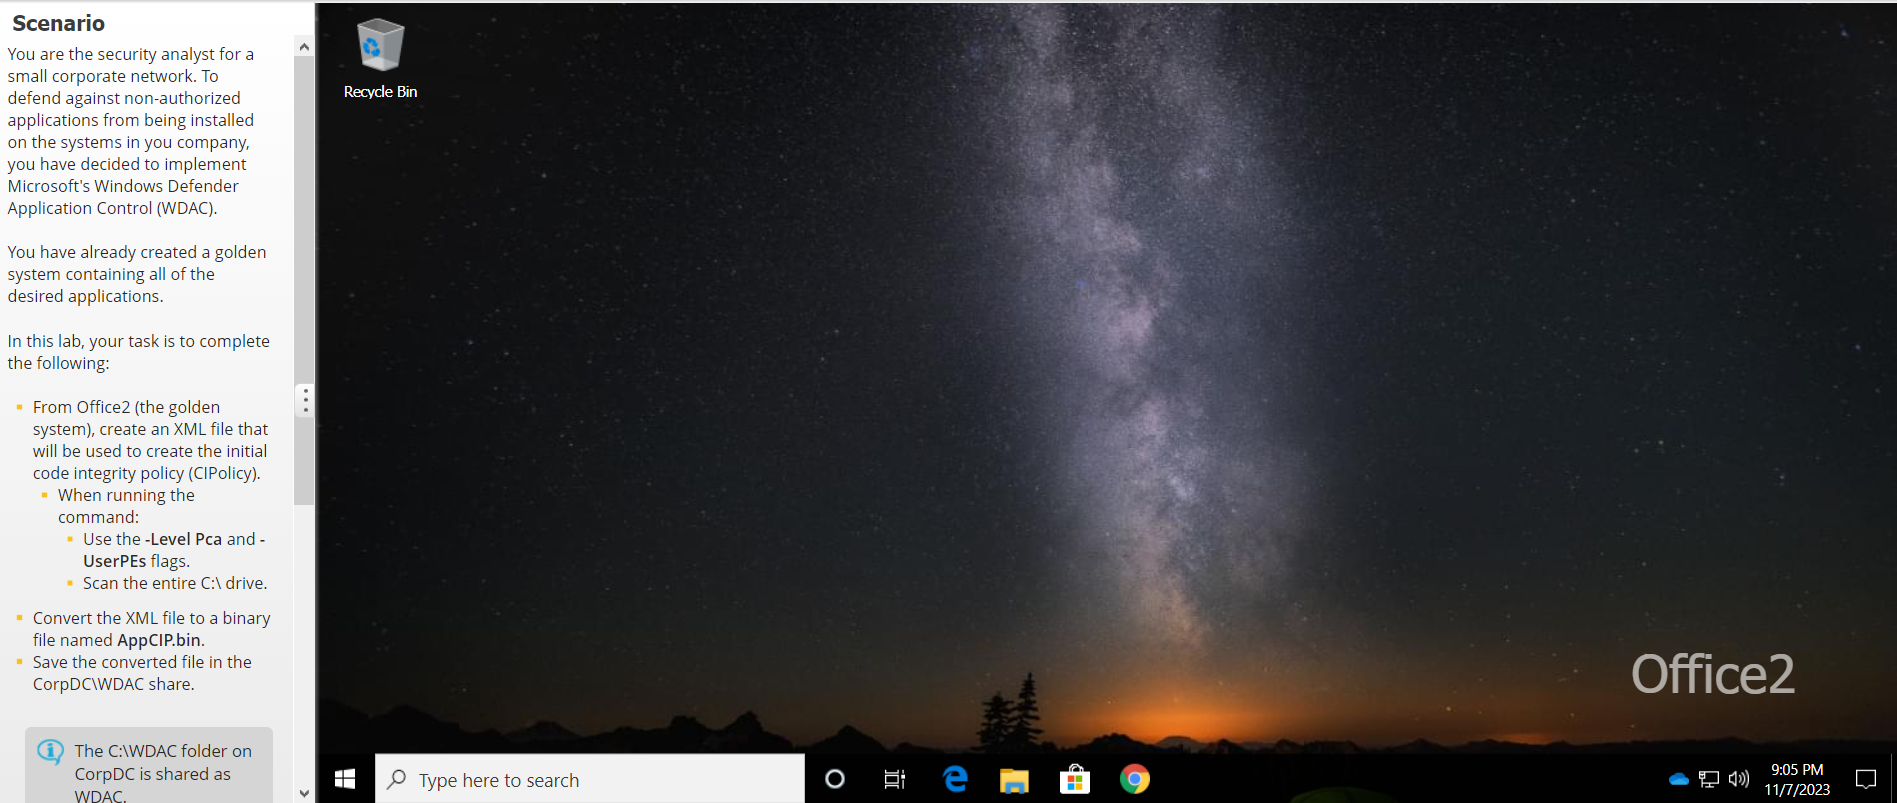 Scenario
You are the security analyst for a
small corporate network. To
defend against non-authorized
applications from being installed
on the systems in you company,
you have decided to implement
Microsoft's Windows Defender
Application Control (WDAC).
You have already created a golden
system containing all of the
desired applications.
In this lab, your task is to complete
the following:
From Office2 (the golden
system), create an XML file that
will be used to create the initial
code integrity policy (CIPolicy).
When running the
command:
Use the -Level Pca and -
UserPEs flags.
Scan the entire C:\ drive.
Convert the XML file to a binary
file named AppCIP.bin.
Save the converted file in the
CorpDC\WDAC share.
The C:\WDAC folder on
CorpDC is shared as
WDAC.
Recycle Bin
Office2
Type here to search
9:05 PM
11/7/2023